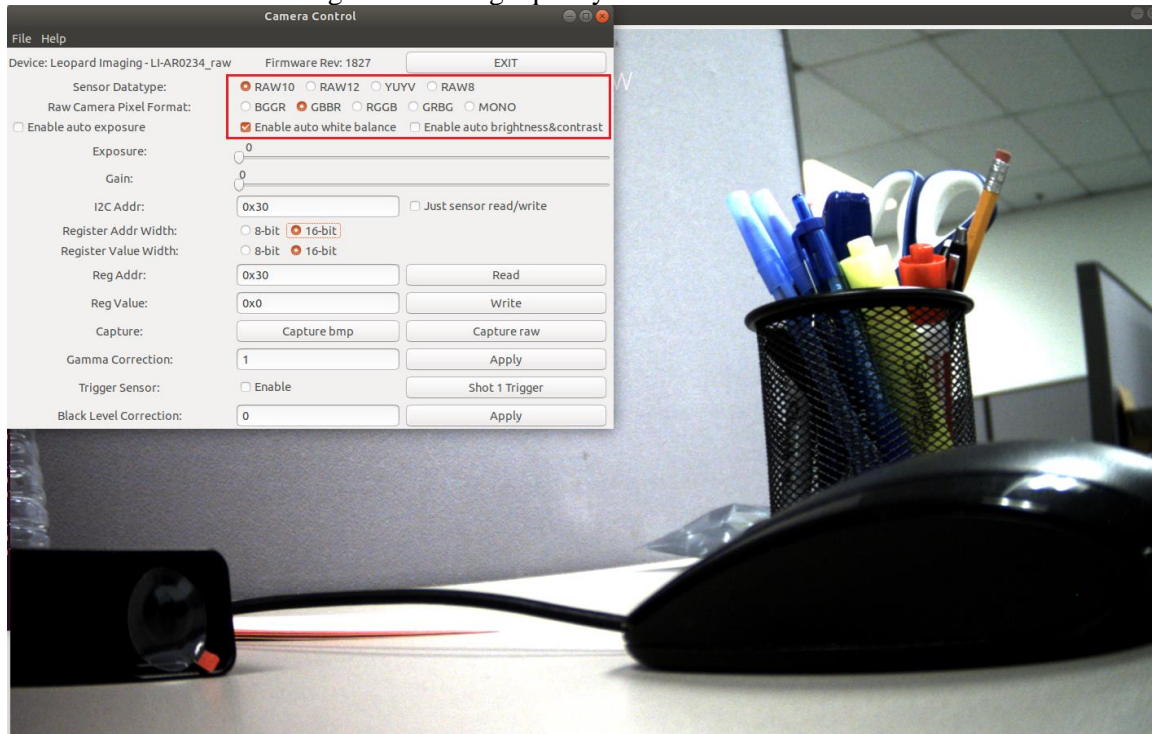 Camera Control
File Help
Device: Leopard Imaging - LI-AR0234_raw Firmware Rev: 1827 EXIT
Sensor Datatype: RAW10 RAW12 YUYV RAW8
Raw Camera Pixel Format: BGGR GBBR RGGB GRBG MONO
Enable auto exposure Enable auto white balance Enable auto brightness&contrast
Exposure: 0
Gain: 0
I2C Addr: 0x30 Just sensor read/write
Register Addr Width: 8-bit 16-bit
Register Value Width: 8-bit 16-bit
Reg Addr: 0x30 Read
Reg Value: 0x0 Write
Capture: Capture bmp Capture raw
Gamma Correction: 1 Apply
Trigger Sensor: Enable Shot 1 Trigger
Black Level Correction: 0 Apply